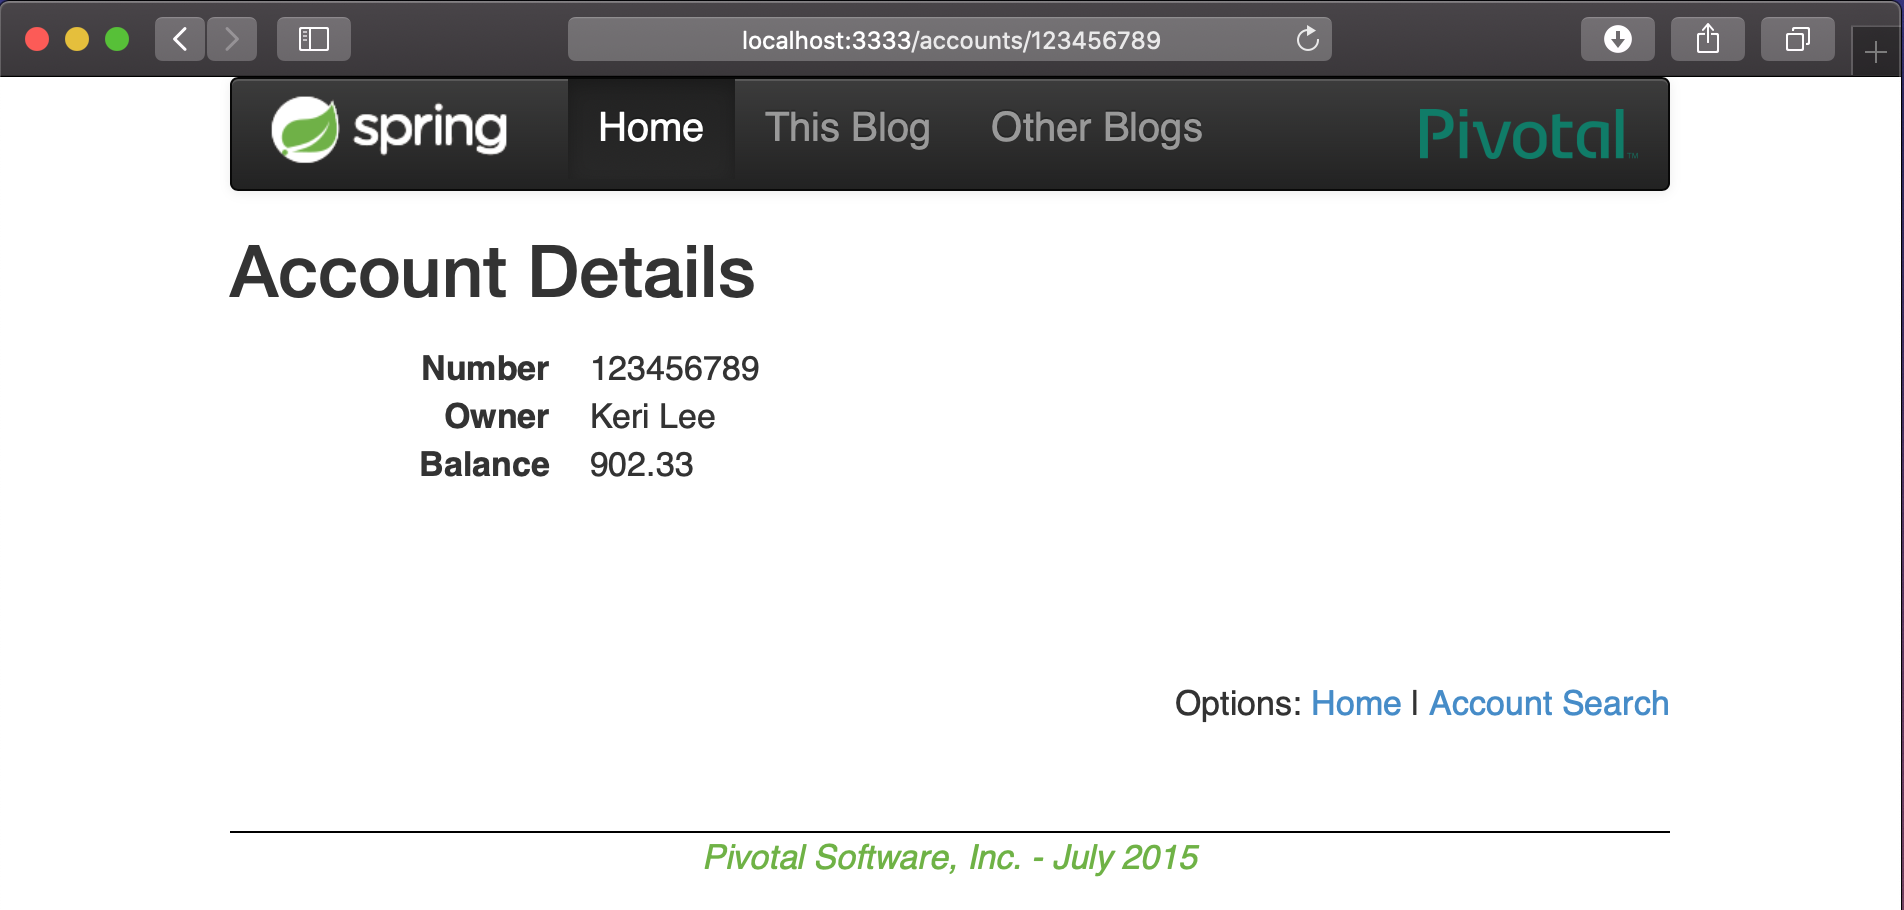 localhost:3333/accounts/123456789
spring Home This Blog Other Blogs Pivotal™
Account Details
Number 123456789
Owner Keri Lee
Balance 902.33
Options: Home | Account Search
Pivotal Software, Inc. - July 2015